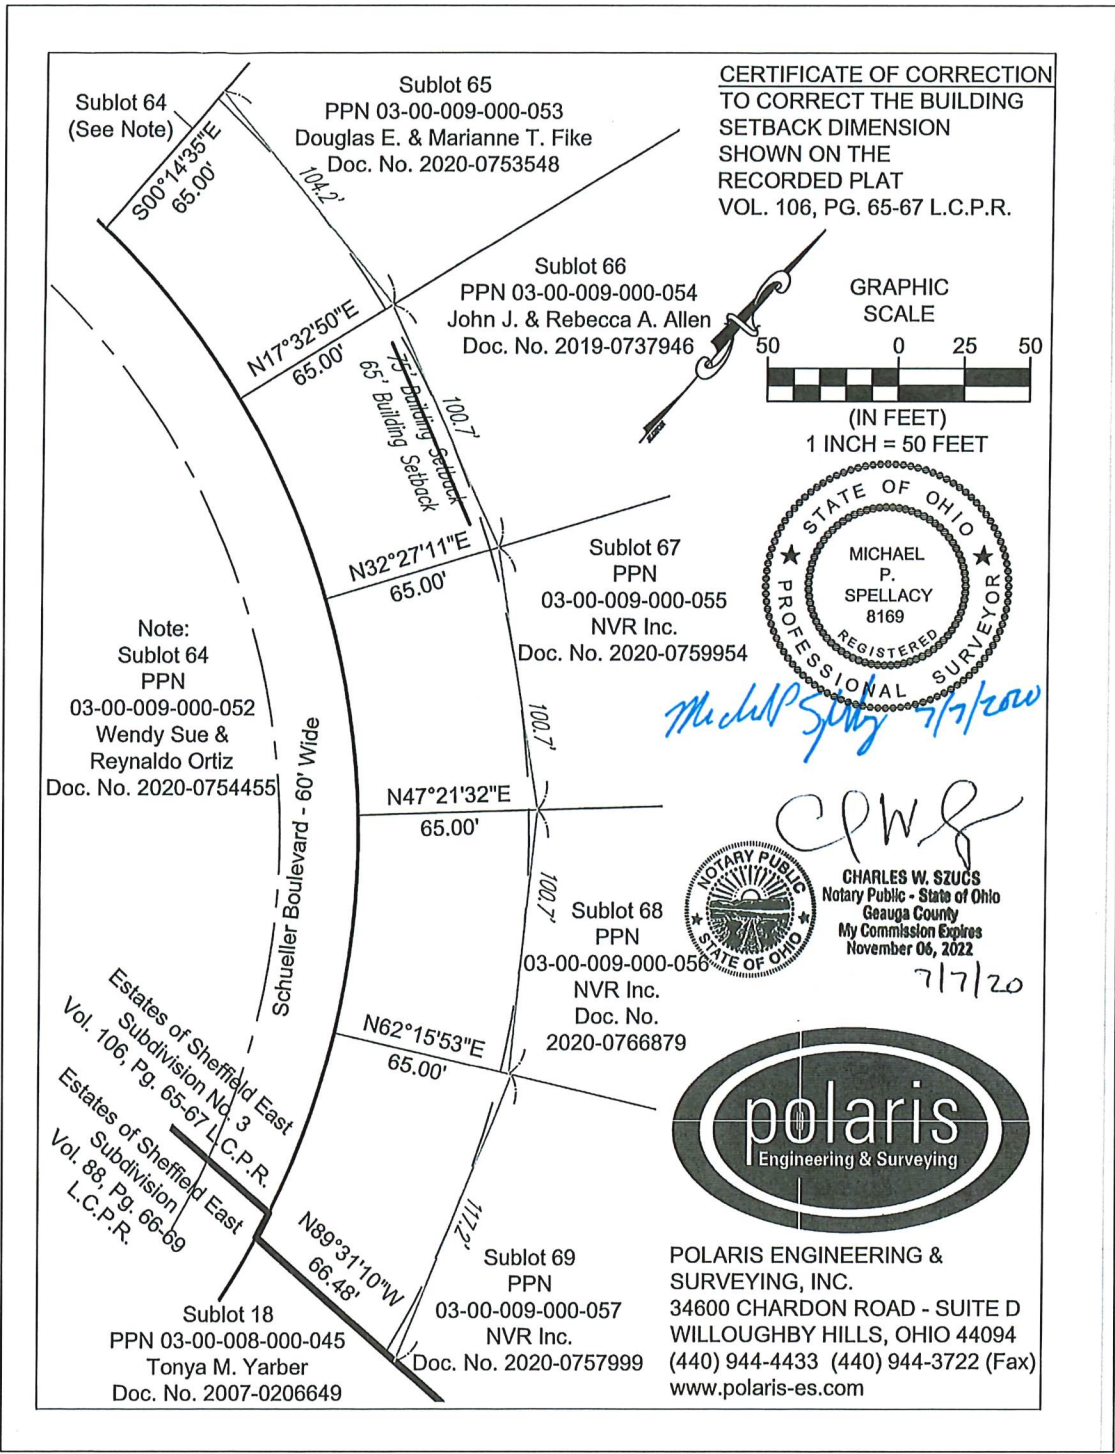 CERTIFICATE OF CORRECTION
TO CORRECT THE BUILDING
SETBACK DIMENSION
SHOWN ON THE
RECORDED PLAT
VOL. 106, PG. 65-67 L.C.P.R.
Sublot 64
(See Note)
S00°14'35"E
65.00'
Sublot 65
PPN 03-00-009-000-053
Douglas E. & Marianne T. Fike
Doc. No. 2020-0753548
104.2'
Sublot 66
PPN 03-00-009-000-054
John J. & Rebecca A. Allen
Doc. No. 2019-0737946
N17°32'50"E
65.00'
75' Building Setback
65' Building Setback
100.7'
GRAPHIC
SCALE
50 0 25 50
(IN FEET)
1 INCH = 50 FEET
STATE OF OHIO
MICHAEL
P.
SPELLACY
8169
REGISTERED
PROFESSIONAL SURVEYOR
7/7/2020
N32°27'11"E
65.00'
Sublot 67
PPN
03-00-009-000-055
NVR Inc.
Doc. No. 2020-0759954
100.7'
Note:
Sublot 64
PPN
03-00-009-000-052
Wendy Sue &
Reynaldo Ortiz
Doc. No. 2020-0754455
Schueller Boulevard - 60' Wide
N47°21'32"E
65.00'
100.7'
Sublot 68
PPN
03-00-009-000-056
NVR Inc.
Doc. No.
2020-0766879
NOTARY PUBLIC
STATE OF OHIO
CHARLES W. SZUCS
Notary Public - State of Ohio
Geauga County
My Commission Expires
November 06, 2022
7/7/20
N62°15'53"E
65.00'
117.2'
Estates of Sheffield East
Subdivision No. 3
Vol. 106, Pg. 65-67 L.C.P.R.
Estates of Sheffield East
Subdivision
Vol. 88, Pg. 66-69
L.C.P.R.
N89°31'10"W
66.48'
Sublot 69
PPN
03-00-009-000-057
NVR Inc.
Doc. No. 2020-0757999
Sublot 18
PPN 03-00-008-000-045
Tonya M. Yarber
Doc. No. 2007-0206649
polaris
Engineering & Surveying
POLARIS ENGINEERING &
SURVEYING, INC.
34600 CHARDON ROAD - SUITE D
WILLOUGHBY HILLS, OHIO 44094
(440) 944-4433 (440) 944-3722 (Fax)
www.polaris-es.com